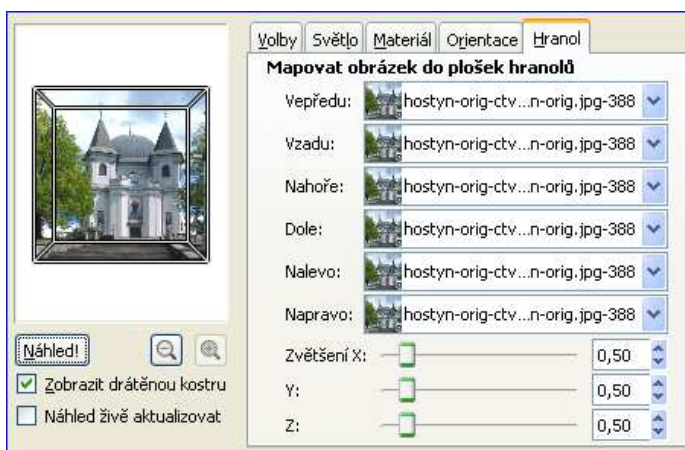 Volby Světlo Materiál Orientace Hranol
Mapovat obrázek do plošek hranolů
Vepředu: hostyn-orig-ctv...n-orig.jpg-388
Vzadu: hostyn-orig-ctv...n-orig.jpg-388
Nahoře: hostyn-orig-ctv...n-orig.jpg-388
Dole: hostyn-orig-ctv...n-orig.jpg-388
Nalevo: hostyn-orig-ctv...n-orig.jpg-388
Napravo: hostyn-orig-ctv...n-orig.jpg-388
Náhled!
Zobrazit drátěnou kostru
Náhled živě aktualizovat
Zvětšení X: 0,50
Y: 0,50
Z: 0,50